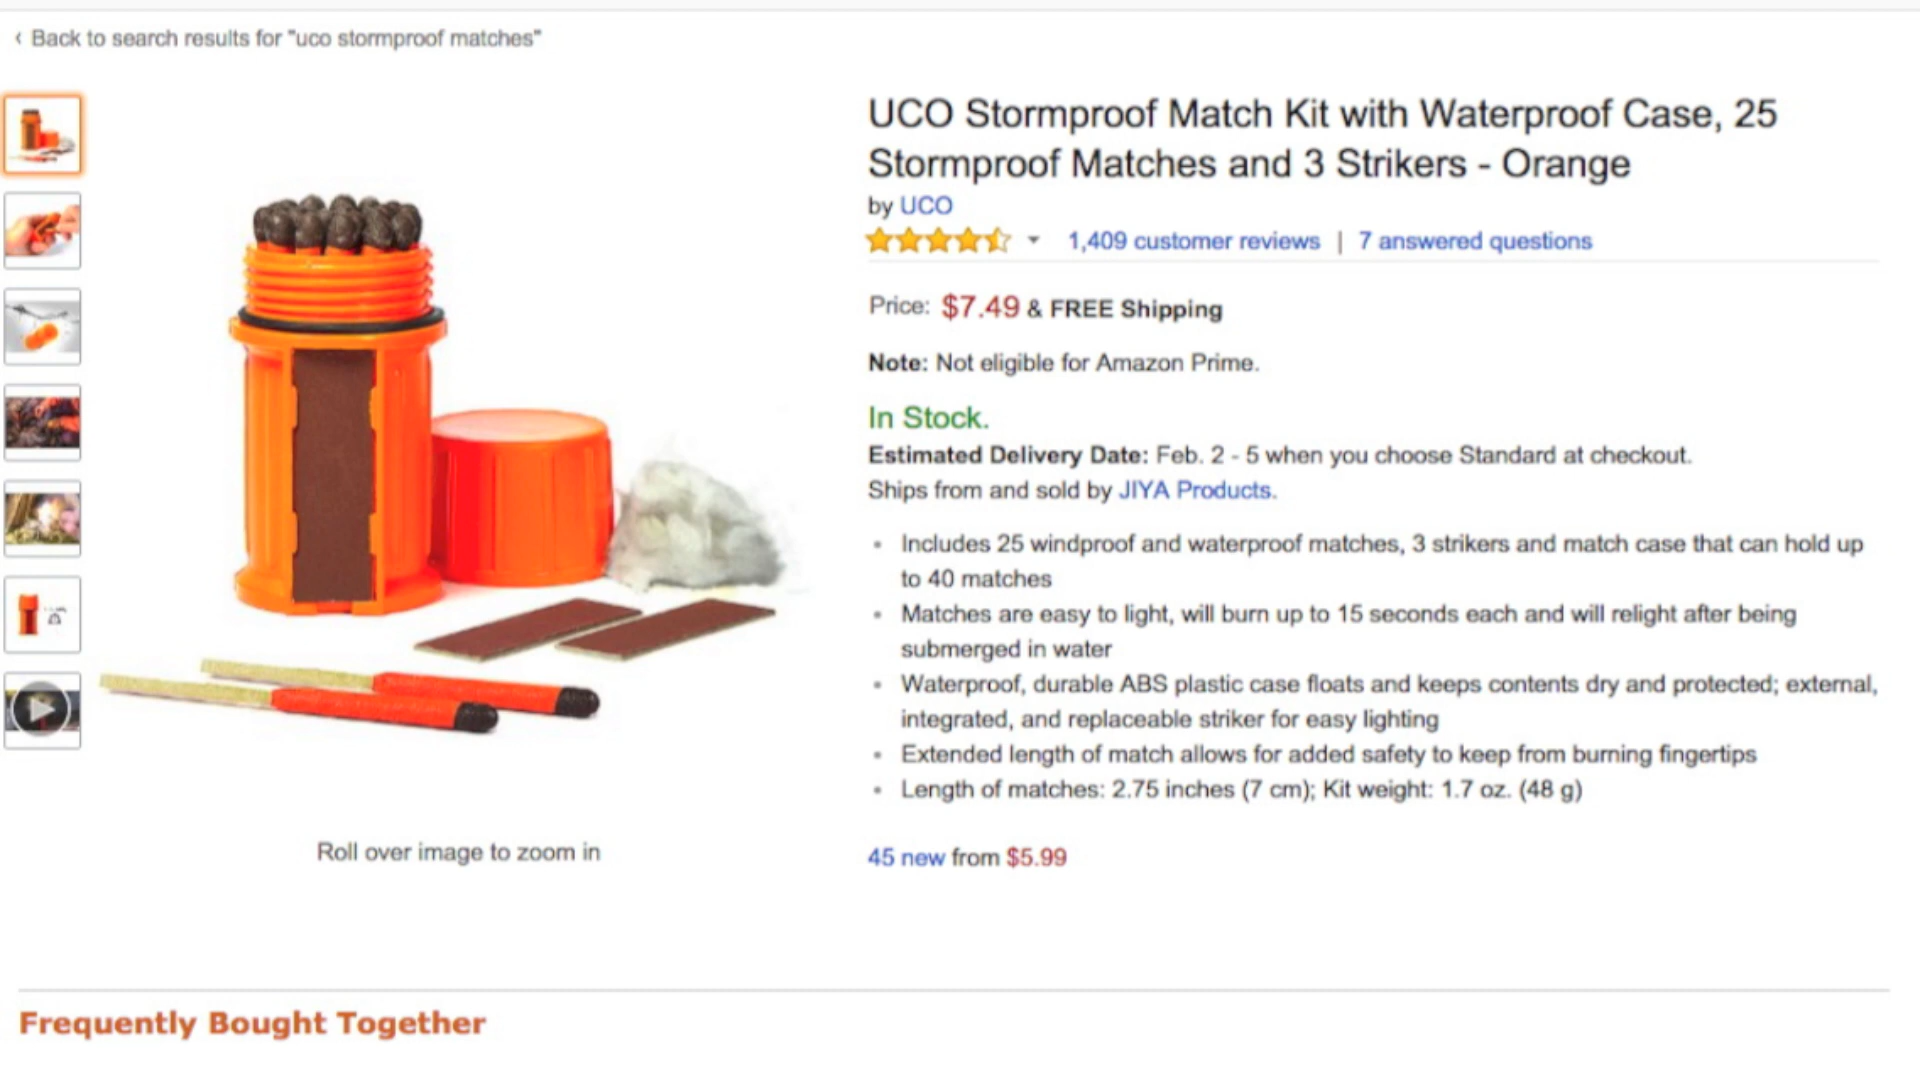 ‹ Back to search results for "uco stormproof matches"
UCO Stormproof Match Kit with Waterproof Case, 25
Stormproof Matches and 3 Strikers - Orange
by UCO
1,409 customer reviews | 7 answered questions
Price: $7.49 & FREE Shipping
Note: Not eligible for Amazon Prime.
In Stock.
Estimated Delivery Date: Feb. 2 - 5 when you choose Standard at checkout.
Ships from and sold by JIYA Products.
• Includes 25 windproof and waterproof matches, 3 strikers and match case that can hold up
to 40 matches
• Matches are easy to light, will burn up to 15 seconds each and will relight after being
submerged in water
• Waterproof, durable ABS plastic case floats and keeps contents dry and protected; external,
integrated, and replaceable striker for easy lighting
• Extended length of match allows for added safety to keep from burning fingertips
• Length of matches: 2.75 inches (7 cm); Kit weight: 1.7 oz. (48 g)
Roll over image to zoom in
45 new from $5.99
Frequently Bought Together